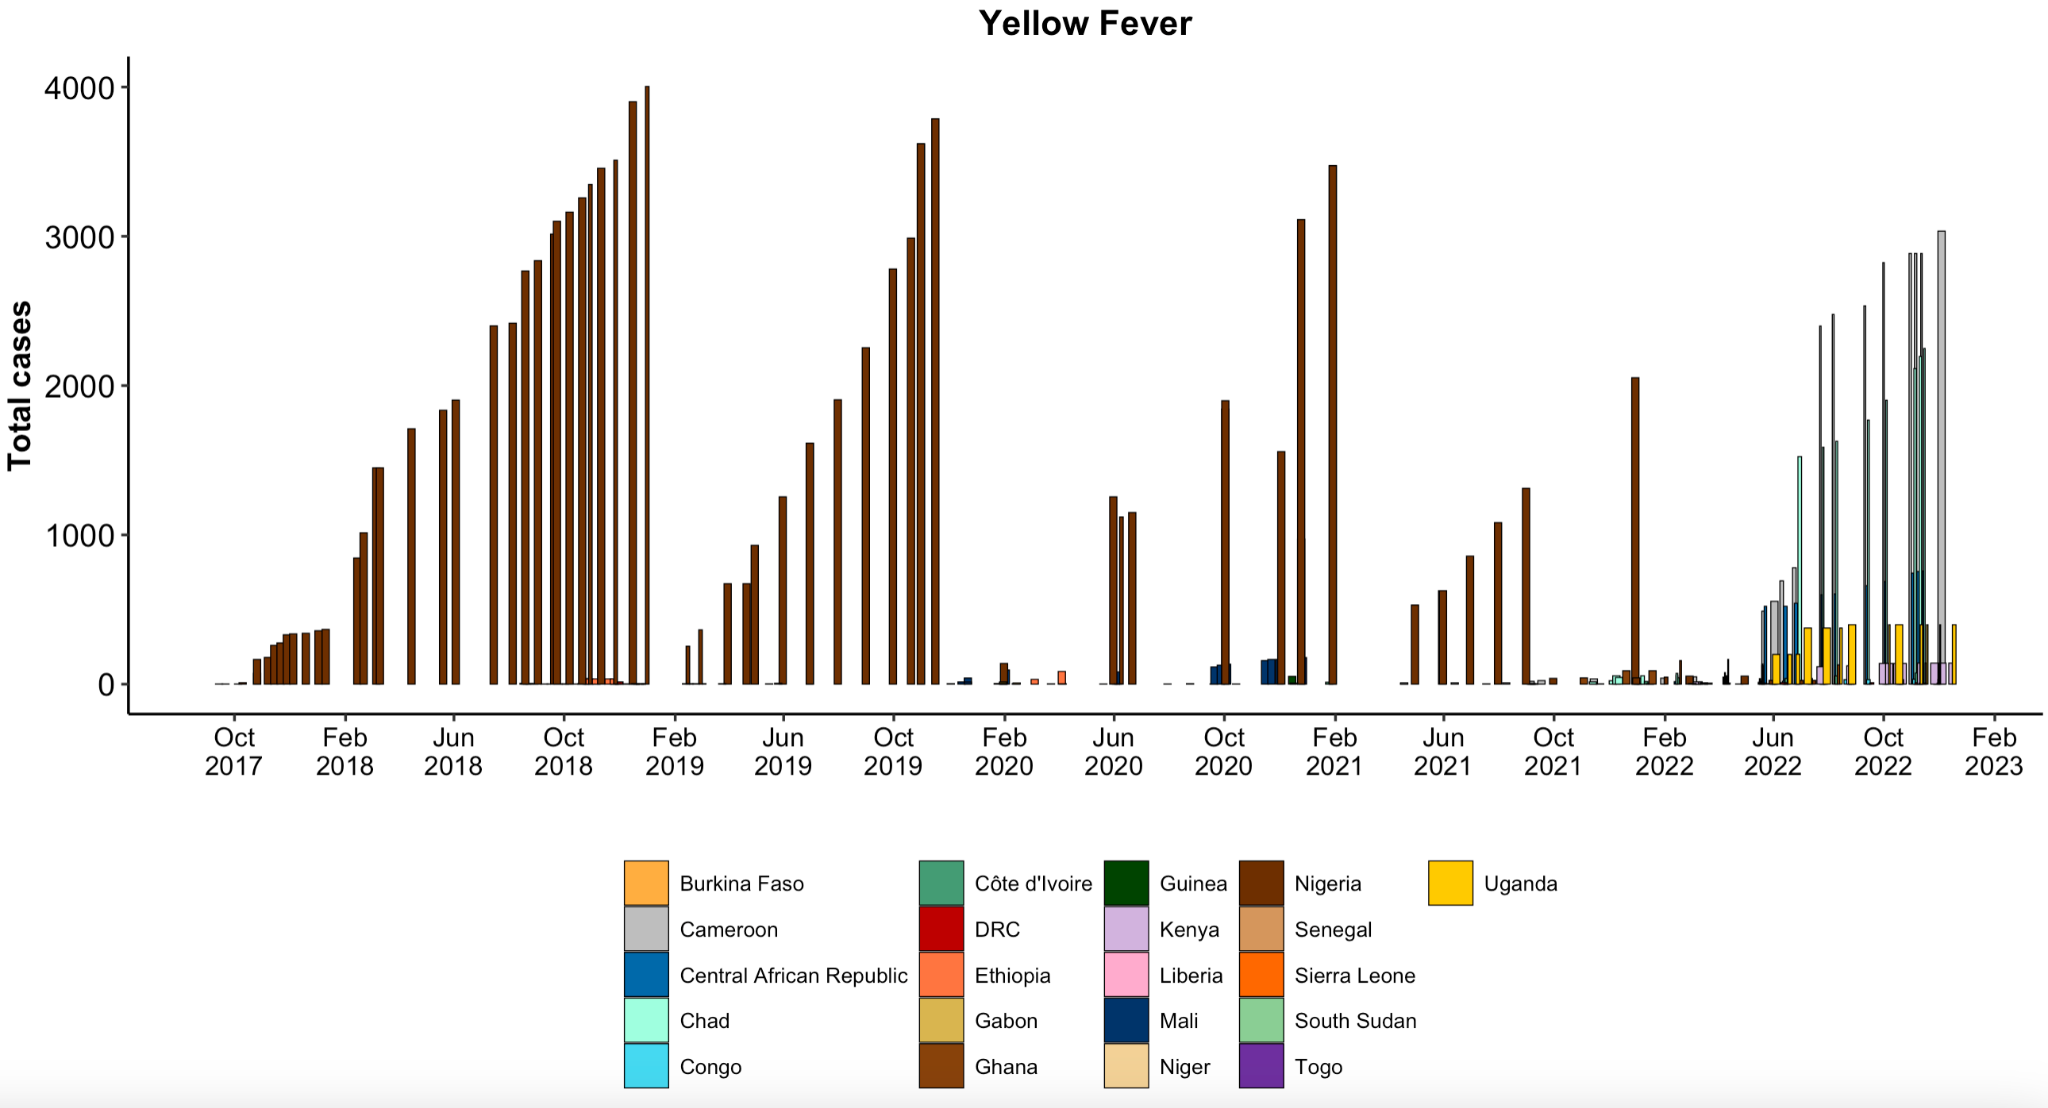 Yellow Fever
Total cases
4000
3000
2000
1000
0
Oct Feb Jun Oct Feb Jun Oct Feb Jun Oct Feb Jun Oct Feb Jun Oct Feb
2017 2018 2018 2018 2019 2019 2019 2020 2020 2020 2021 2021 2021 2022 2022 2022 2023
Burkina Faso Côte d'Ivoire Guinea Nigeria Uganda
Cameroon DRC Kenya Senegal
Central African Republic Ethiopia Liberia Sierra Leone
Chad Gabon Mali South Sudan
Congo Ghana Niger Togo